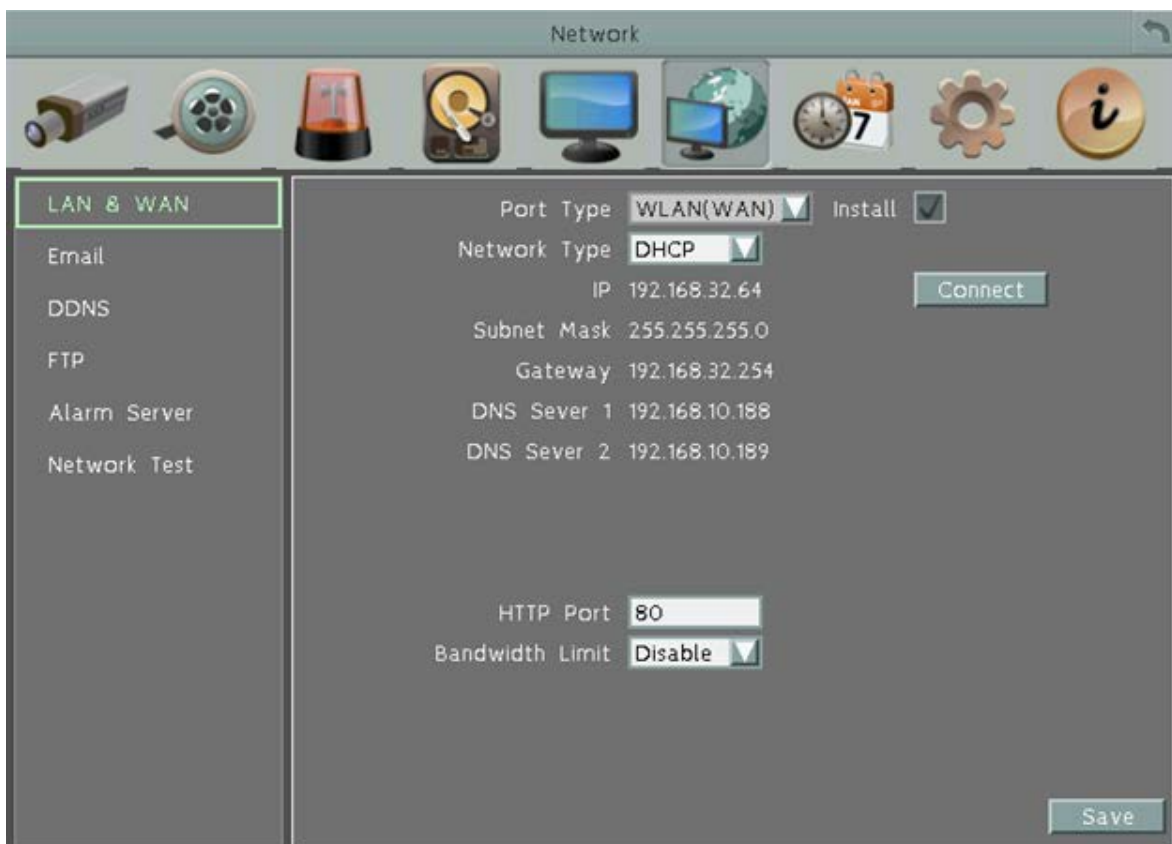 Network
JAN
7
i
LAN & WAN
Email
DDNS
FTP
Alarm Server
Network Test
Port Type WLAN(WAN) Install
Network Type DHCP
IP 192.168.32.64 Connect
Subnet Mask 255.255.255.0
Gateway 192.168.32.254
DNS Sever 1 192.168.10.188
DNS Sever 2 192.168.10.189
HTTP Port 80
Bandwidth Limit Disable
Save